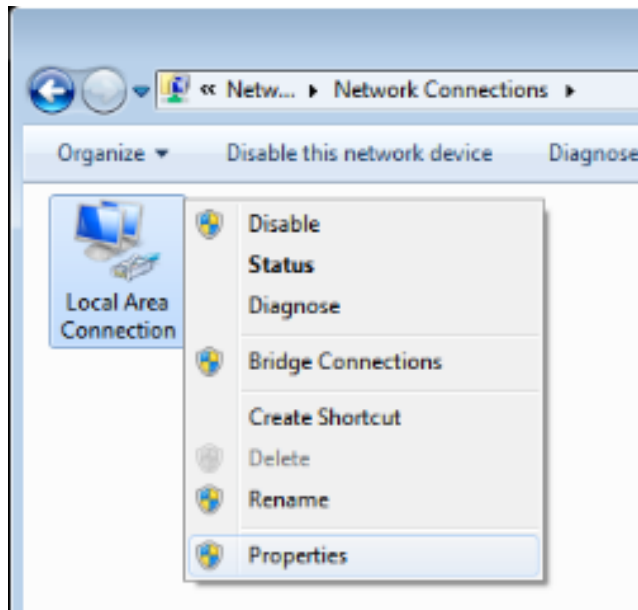 « Netw... ▸ Network Connections ▸
Organize ▾ Disable this network device Diagnose
Local Area
Connection
Disable
Status
Diagnose
Bridge Connections
Create Shortcut
Delete
Rename
Properties